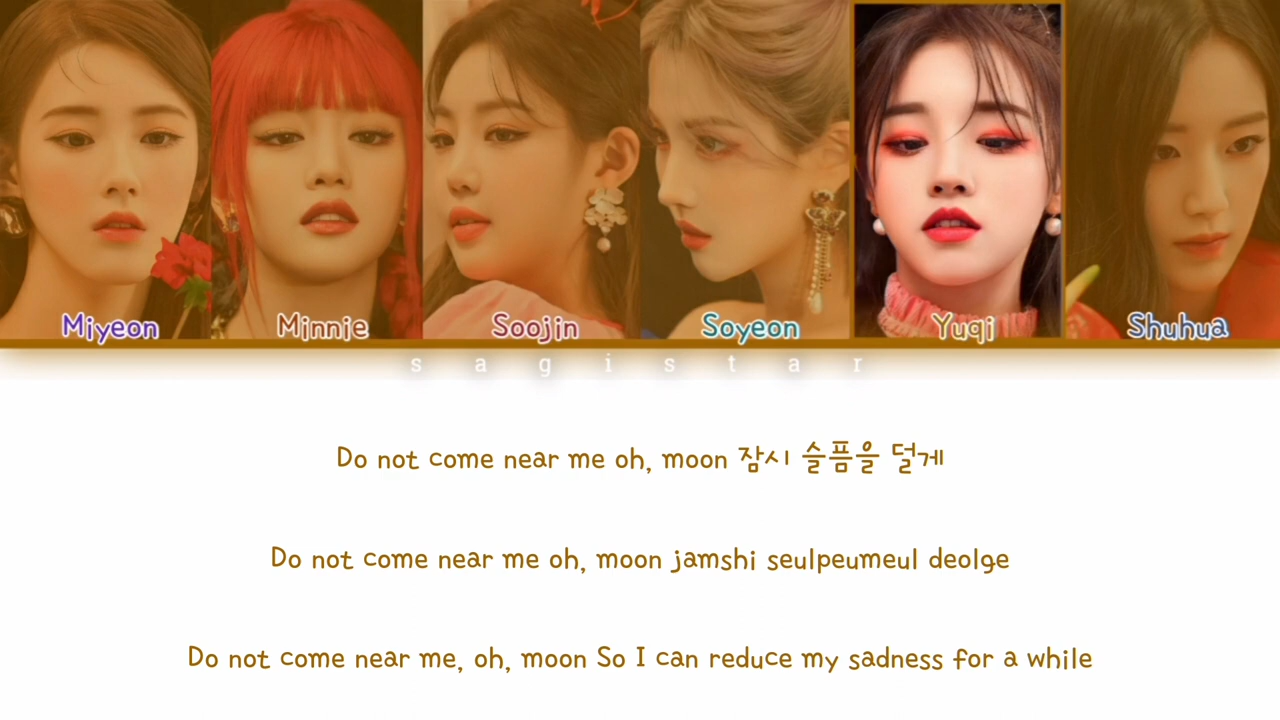 Miyeon Minnie Soojin Soyeon Yuqi Shuhua
sagistar
Do not come near me oh, moon 잠시 슬픔을 덜게
Do not come near me oh, moon jamshi seulpeumeul deolge
Do not come near me, oh, moon So I can reduce my sadness for a while